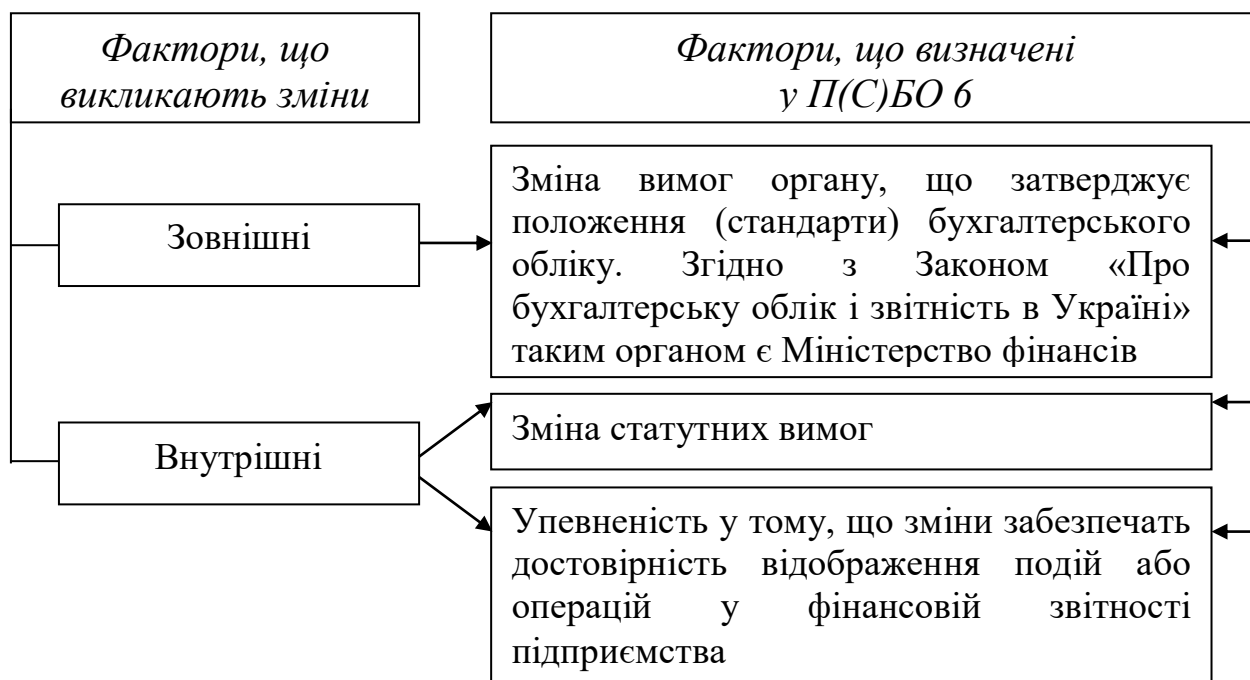 Фактори, що
викликають зміни
Фактори, що визначені
у П(С)БО 6
Зовнішні
Зміна вимог органу, що затверджує
положення (стандарти) бухгалтерського
обліку. Згідно з Законом «Про
бухгалтерську облік і звітність в Україні»
таким органом є Міністерство фінансів
Внутрішні
Зміна статутних вимог
Упевненість у тому, що зміни забезпечать
достовірність відображення подій або
операцій у фінансовій звітності
підприємства